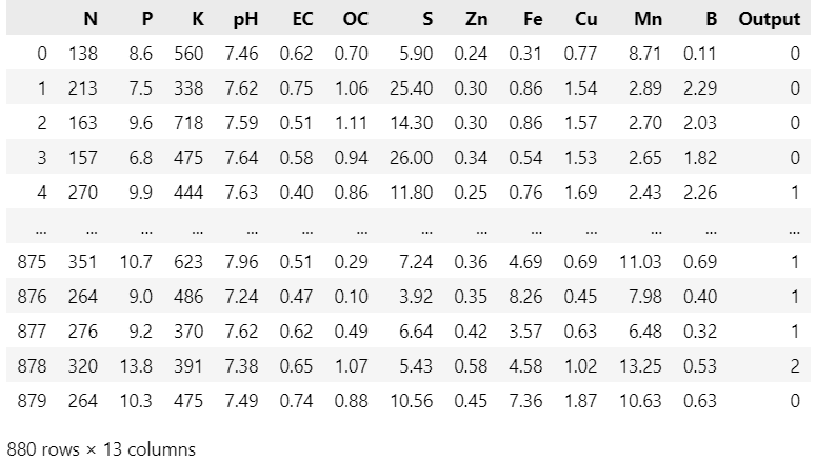 N P K pH EC OC S Zn Fe Cu Mn B Output
0 138 8.6 560 7.46 0.62 0.70 5.90 0.24 0.31 0.77 8.71 0.11 0
1 213 7.5 338 7.62 0.75 1.06 25.40 0.30 0.86 1.54 2.89 2.29 0
2 163 9.6 718 7.59 0.51 1.11 14.30 0.30 0.86 1.57 2.70 2.03 0
3 157 6.8 475 7.64 0.58 0.94 26.00 0.34 0.54 1.53 2.65 1.82 0
4 270 9.9 444 7.63 0.40 0.86 11.80 0.25 0.76 1.69 2.43 2.26 1
... ... ... ... ... ... ... ... ... ... ... ... ... ...
875 351 10.7 623 7.96 0.51 0.29 7.24 0.36 4.69 0.69 11.03 0.69 1
876 264 9.0 486 7.24 0.47 0.10 3.92 0.35 8.26 0.45 7.98 0.40 1
877 276 9.2 370 7.62 0.62 0.49 6.64 0.42 3.57 0.63 6.48 0.32 1
878 320 13.8 391 7.38 0.65 1.07 5.43 0.58 4.58 1.02 13.25 0.53 2
879 264 10.3 475 7.49 0.74 0.88 10.56 0.45 7.36 1.87 10.63 0.63 0
880 rows × 13 columns